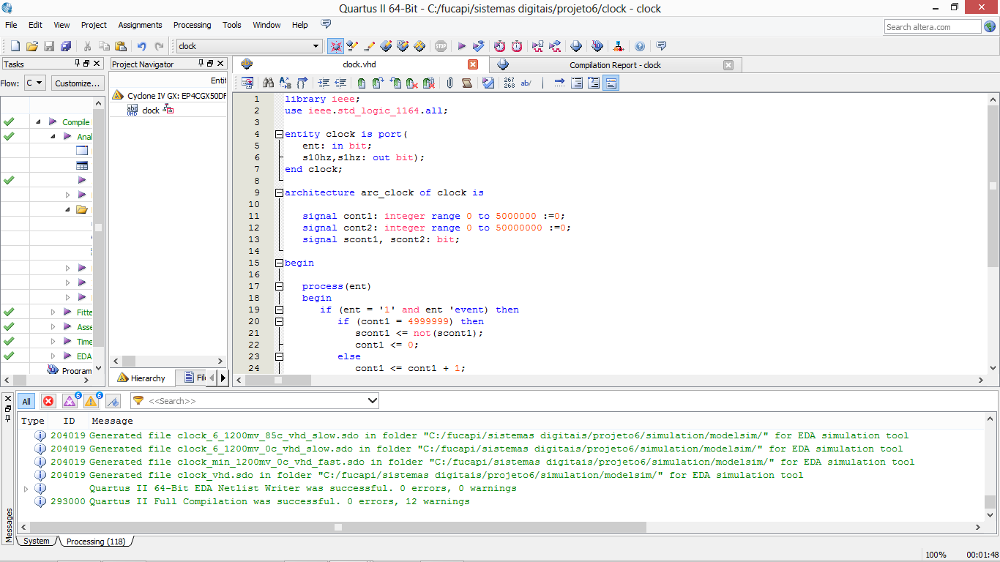 Quartus II 64-Bit - C:/fucapi/sistemas digitais/projeto6/clock - clock
File Edit View Project Assignments Processing Tools Window Help
Search altera.com
clock
Tasks
Flow: C Customize...
Compile
Anal
Fitte
Asse
Time
EDA
Program
Project Navigator
Entit
Cyclone IV GX: EP4CGX50DF
clock
Hierarchy
File
clock.vhd
Compilation Report - clock
267
268
ab/
1 library ieee;
2 use ieee.std_logic_1164.all;
3
4 entity clock is port(
5 ent: in bit;
6 s10hz,s1hz: out bit);
7 end clock;
8
9 architecture arc_clock of clock is
10
11 signal cont1: integer range 0 to 5000000 :=0;
12 signal cont2: integer range 0 to 50000000 :=0;
13 signal scont1, scont2: bit;
14
15 begin
16
17 process(ent)
18 begin
19 if (ent = '1' and ent 'event) then
20 if (cont1 = 4999999) then
21 scont1 <= not(scont1);
22 cont1 <= 0;
23 else
24 cont1 <= cont1 + 1;
All 6 6 <<Search>>
Type ID Message
204019 Generated file clock_6_1200mv_85c_vhd_slow.sdo in folder "C:/fucapi/sistemas digitais/projeto6/simulation/modelsim/" for EDA simulation tool
204019 Generated file clock_6_1200mv_0c_vhd_slow.sdo in folder "C:/fucapi/sistemas digitais/projeto6/simulation/modelsim/" for EDA simulation tool
204019 Generated file clock_min_1200mv_0c_vhd_fast.sdo in folder "C:/fucapi/sistemas digitais/projeto6/simulation/modelsim/" for EDA simulation tool
204019 Generated file clock_vhd.sdo in folder "C:/fucapi/sistemas digitais/projeto6/simulation/modelsim/" for EDA simulation tool
Quartus II 64-Bit EDA Netlist Writer was successful. 0 errors, 0 warnings
293000 Quartus II Full Compilation was successful. 0 errors, 12 warnings
Messages
System Processing (118)
100% 00:01:48